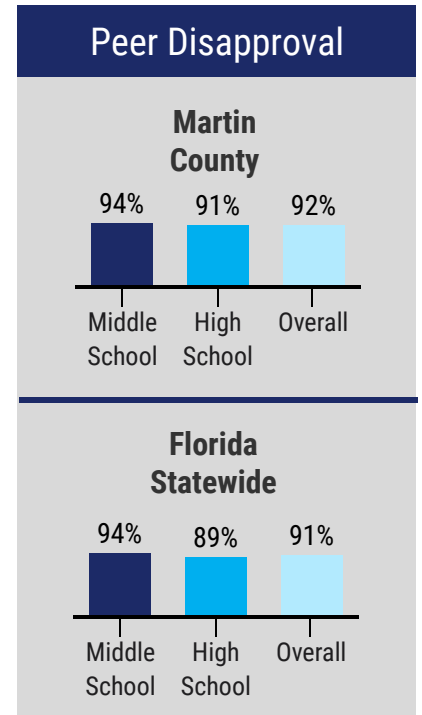 Peer Disapproval
Martin
County
94% 91% 92%
Middle High Overall
School School
Florida
Statewide
94% 89% 91%
Middle High Overall
School School